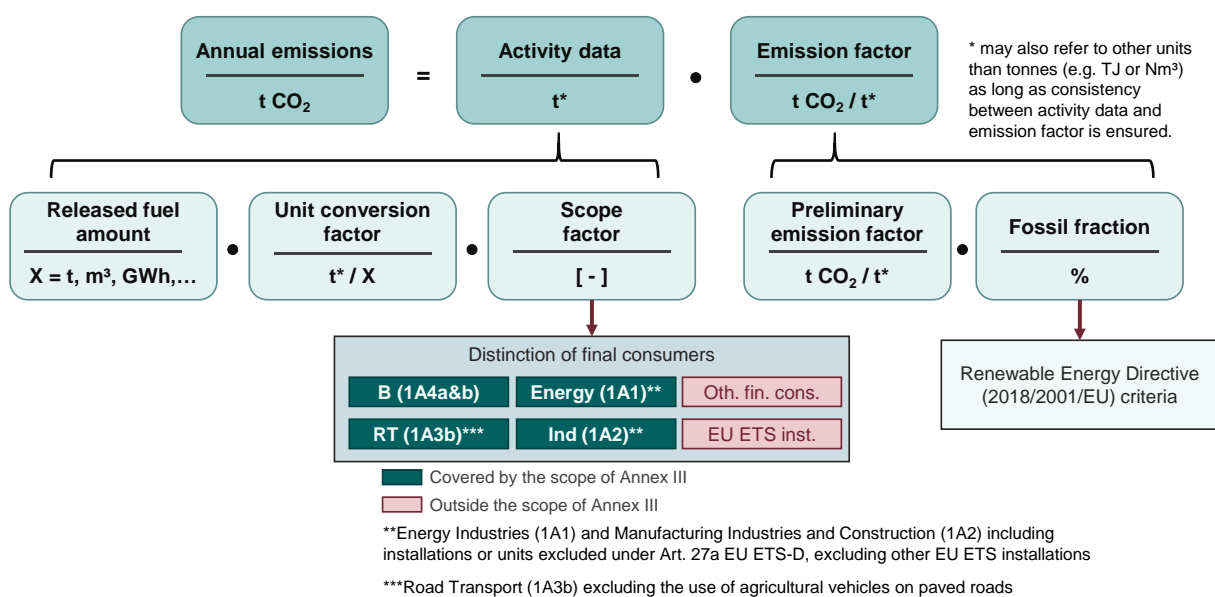 Annual emissions
t CO₂
=
Activity data
t*
•
Emission factor
t CO₂ / t*
* may also refer to other units
than tonnes (e.g. TJ or Nm³)
as long as consistency
between activity data and
emission factor is ensured.
Released fuel
amount
X = t, m³, GWh,…
•
Unit conversion
factor
t* / X
•
Scope
factor
[ - ]
Preliminary
emission factor
t CO₂ / t*
•
Fossil fraction
%
Distinction of final consumers
B (1A4a&b)
Energy (1A1)**
Oth. fin. cons.
RT (1A3b)***
Ind (1A2)**
EU ETS inst.
Renewable Energy Directive
(2018/2001/EU) criteria
Covered by the scope of Annex III
Outside the scope of Annex III
**Energy Industries (1A1) and Manufacturing Industries and Construction (1A2) including
installations or units excluded under Art. 27a EU ETS-D, excluding other EU ETS installations
***Road Transport (1A3b) excluding the use of agricultural vehicles on paved roads